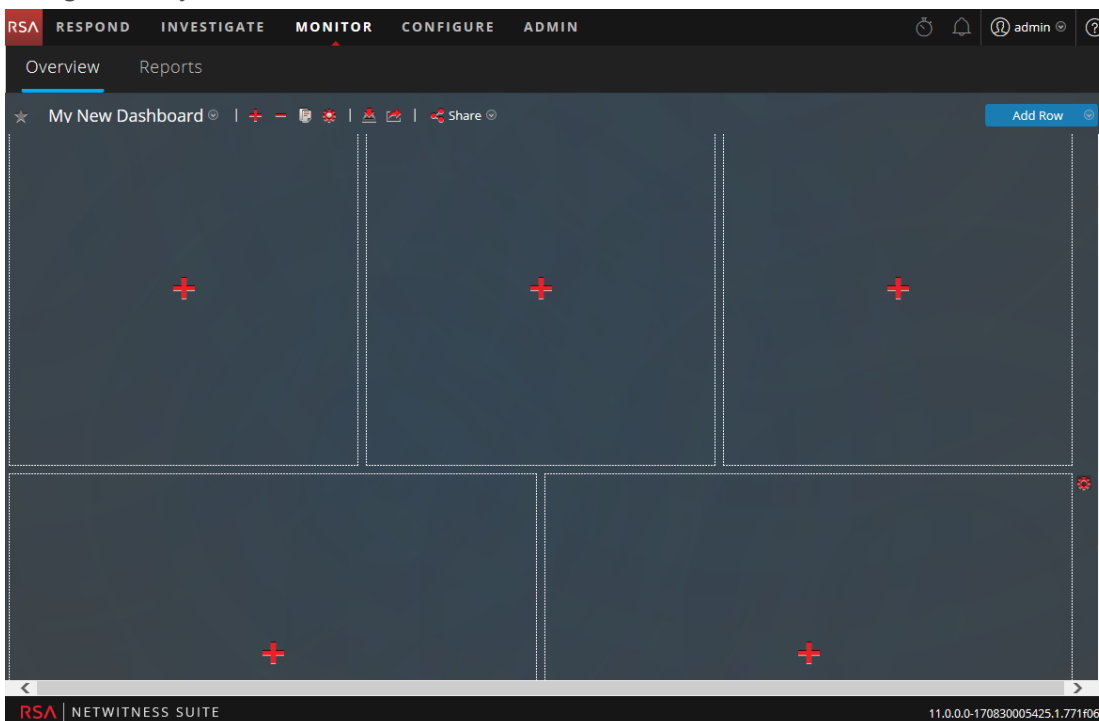 RSA RESPOND INVESTIGATE MONITOR CONFIGURE ADMIN admin ?
Overview Reports
My New Dashboard Share Add Row
RSA NETWITNESS SUITE 11.0.0.0-170830005425.1.771f06